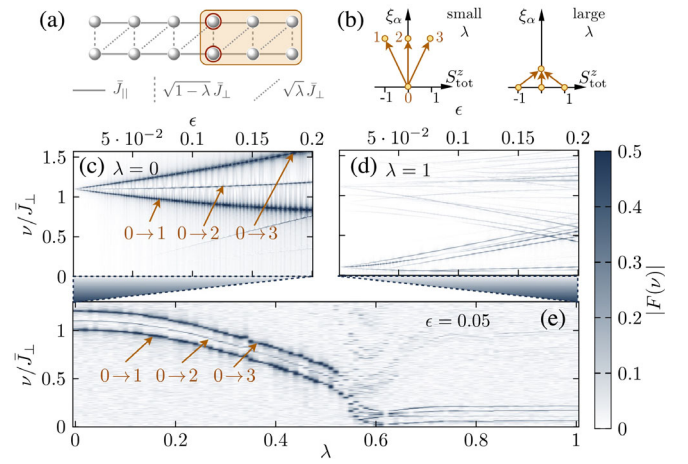 (a)
J̄∥
√1−λ J̄⊥
√λ J̄⊥
(b)
ξα
small
λ
large
λ
1 2 3
0
-1 1
S^z_tot
-1 1
S^z_tot
ϵ
5 · 10⁻² 0.1 0.15 0.2
ϵ
5 · 10⁻² 0.1 0.15 0.2
(c) λ = 0
ν/J̄⊥
1.5
1
0.5
0
0→1
0→2
0→3
(d) λ = 1
|F(ν)|
0.5
0.4
0.3
0.2
0.1
0
(e)
ϵ = 0.05
ν/J̄⊥
1
0.5
0
0→1
0→2
0→3
0 0.2 0.4 0.6 0.8 1
λ